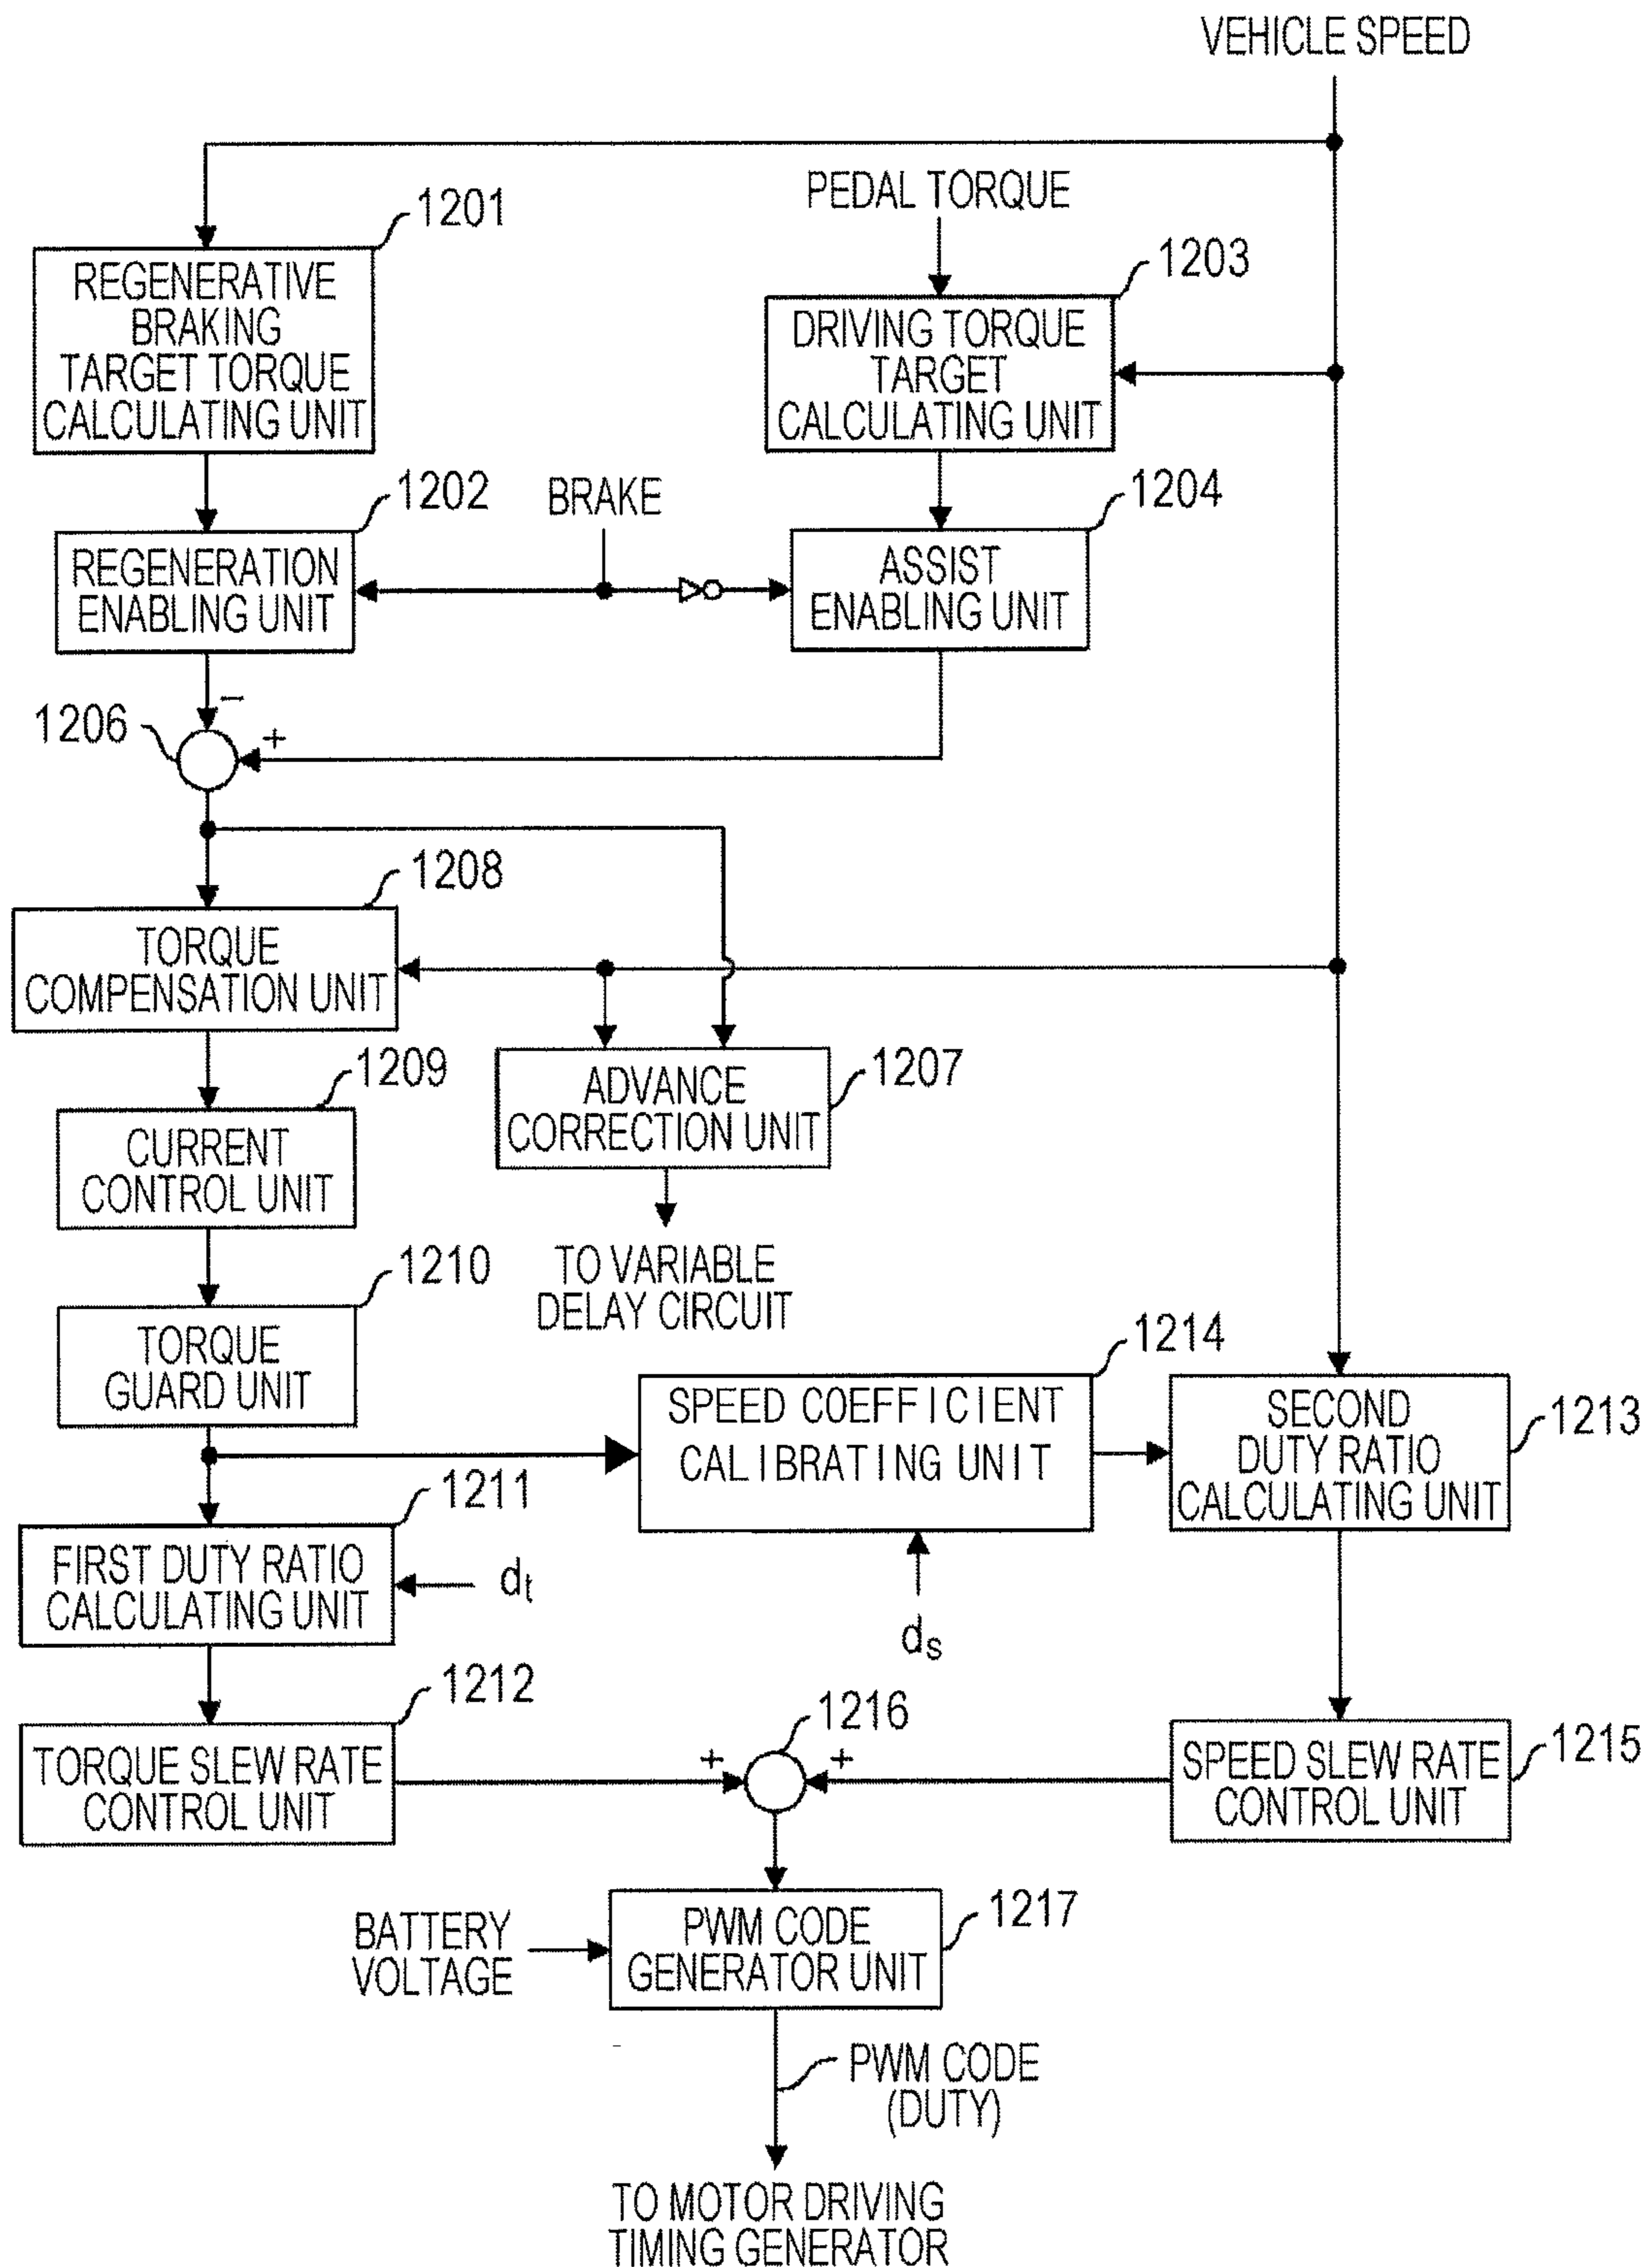 VEHICLE SPEED
PEDAL TORQUE
1201
REGENERATIVE
BRAKING
TARGET TORQUE
CALCULATING UNIT
1203
DRIVING TORQUE
TARGET
CALCULATING UNIT
1202
REGENERATION
ENABLING UNIT
BRAKE
1204
ASSIST
ENABLING UNIT
1206
−
+
1208
TORQUE
COMPENSATION UNIT
1209
CURRENT
CONTROL UNIT
1207
ADVANCE
CORRECTION UNIT
TO VARIABLE
DELAY CIRCUIT
1210
TORQUE
GUARD UNIT
1214
SPEED COEFFICIENT
CALIBRATING UNIT
1213
SECOND
DUTY RATIO
CALCULATING UNIT
1211
FIRST DUTY RATIO
CALCULATING UNIT
dt
ds
1212
TORQUE SLEW RATE
CONTROL UNIT
1216
+
+
1215
SPEED SLEW RATE
CONTROL UNIT
BATTERY
VOLTAGE
1217
PWM CODE
GENERATOR UNIT
PWM CODE
(DUTY)
TO MOTOR DRIVING
TIMING GENERATOR